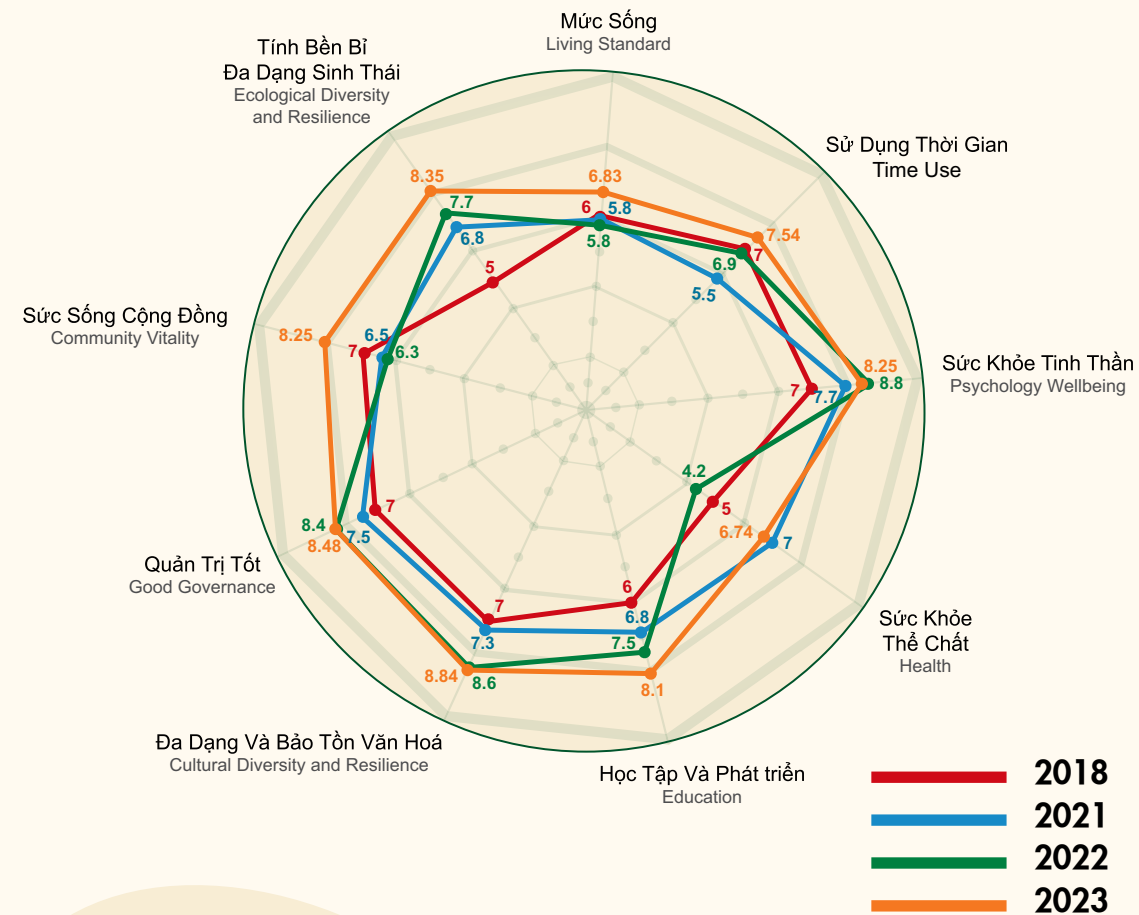 Mức Sống
Living Standard
Tính Bền Bỉ
Đa Dạng Sinh Thái
Ecological Diversity
and Resilience
Sử Dụng Thời Gian
Time Use
8.35
6.83
7.7
6
5.8
6.8
5.8
7.54
7
6.9
5
5.5
Sức Sống Cộng Đồng
Community Vitality
8.25
6.5
7
6.3
Sức Khỏe Tinh Thần
Psychology Wellbeing
8.25
8.8
7
7.7
4.2
5
6.74
7
7
8.4
7.5
8.48
Quản Trị Tốt
Good Governance
6
6.8
7
7.5
7.3
8.84
8.6
8.1
Sức Khỏe
Thể Chất
Health
Đa Dạng Và Bảo Tồn Văn Hoá
Cultural Diversity and Resilience
Học Tập Và Phát triển
Education
2018
2021
2022
2023